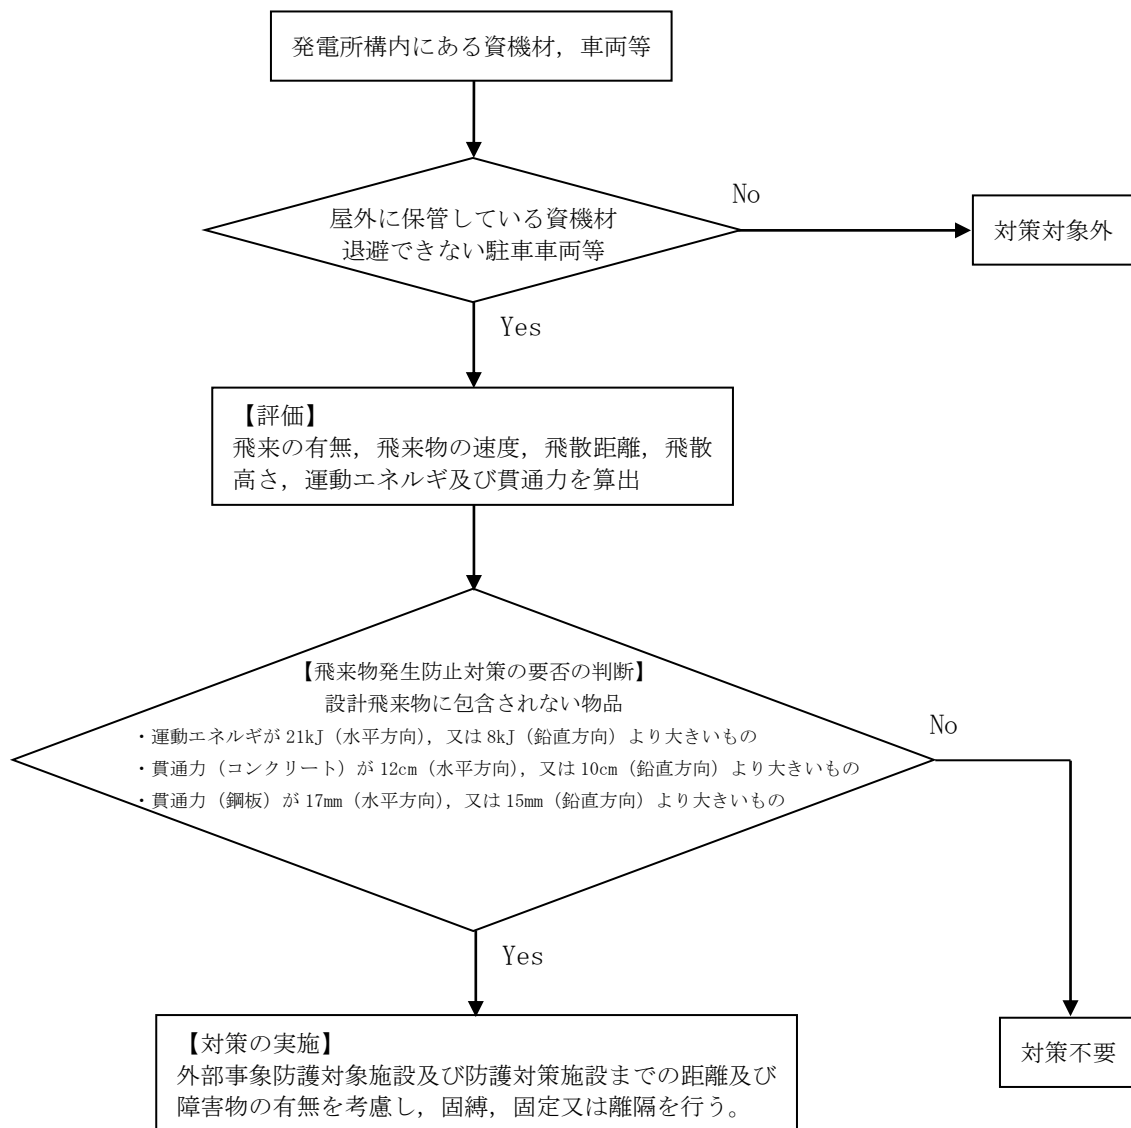 発電所構内にある資機材，車両等
屋外に保管している資機材
退避できない駐車車両等
No
対策対象外
Yes
【評価】
飛来の有無，飛来物の速度，飛散距離，飛散
高さ，運動エネルギ及び貫通力を算出
【飛来物発生防止対策の要否の判断】
設計飛来物に包含されない物品
・運動エネルギが 21kJ（水平方向），又は 8kJ（鉛直方向）より大きいもの
・貫通力（コンクリート）が 12cm（水平方向），又は 10cm（鉛直方向）より大きいもの
・貫通力（鋼板）が 17mm（水平方向），又は 15mm（鉛直方向）より大きいもの
No
Yes
【対策の実施】
外部事象防護対象施設及び防護対策施設までの距離及び
障害物の有無を考慮し，固縛，固定又は離隔を行う。
対策不要